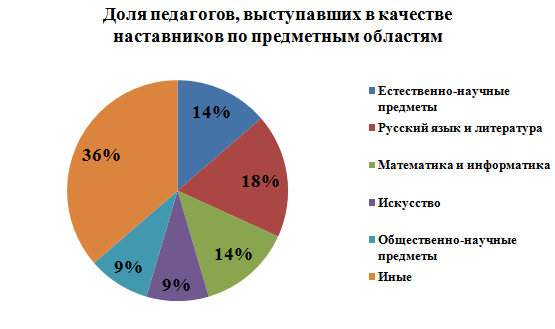 Доля педагогов, выступавших в качестве
наставников по предметным областям
14%
18%
14%
9%
9%
36%
Естественно-научные
предметы
Русский язык и литература
Математика и информатика
Искусство
Общественно-научные
предметы
Иные